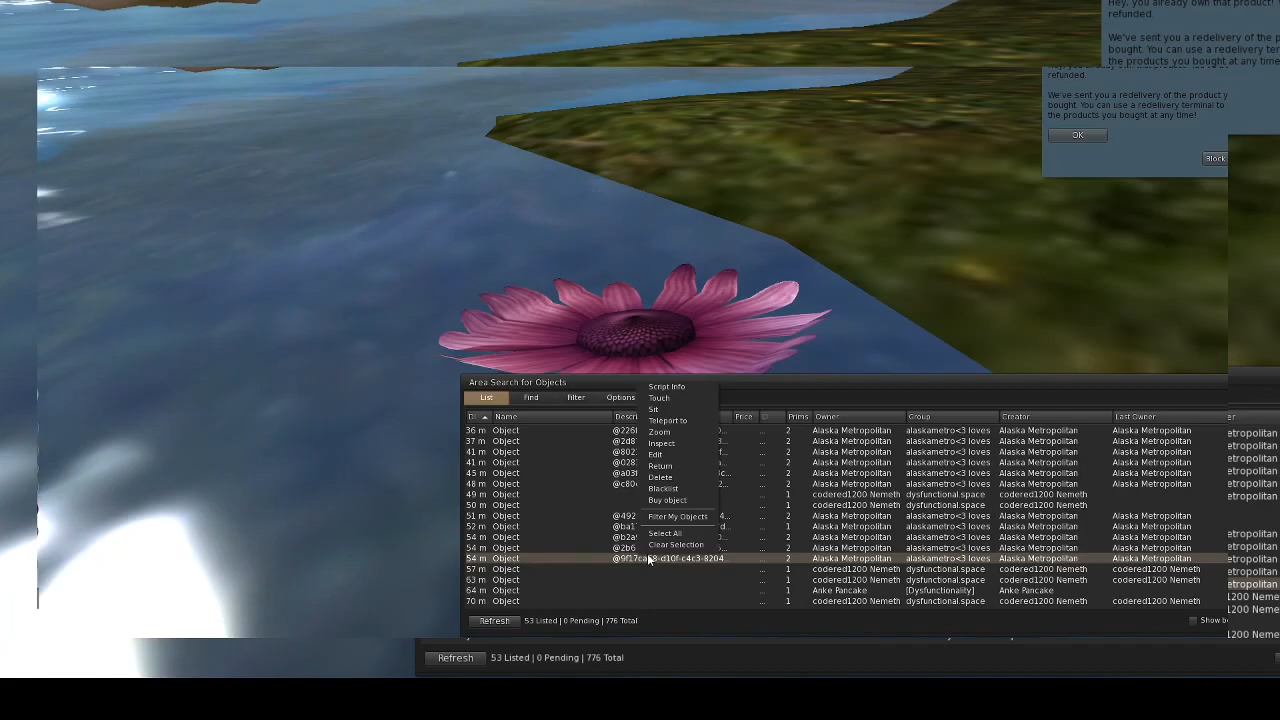 Hey, you already own that product!
refunded.
We've sent you a redelivery of the p
bought. You can use a redelivery ter
the products you bought at any time!
refunded.
We've sent you a redelivery of the product y
bought. You can use a redelivery terminal to
the products you bought at any time!
OK
Block
Area Search for Objects
List Find Filter Options
Name Descri Price Prims Owner Group Creator Last Owner
36 m Object @226f 2 Alaska Metropolitan alaskametro<3 loves Alaska Metropolitan Alaska Metropolitan
37 m Object @2d8 2 Alaska Metropolitan alaskametro<3 loves Alaska Metropolitan Alaska Metropolitan
41 m Object @802 2 Alaska Metropolitan alaskametro<3 loves Alaska Metropolitan Alaska Metropolitan
41 m Object @028 2 Alaska Metropolitan alaskametro<3 loves Alaska Metropolitan Alaska Metropolitan
45 m Object @a03 2 Alaska Metropolitan alaskametro<3 loves Alaska Metropolitan Alaska Metropolitan
48 m Object @c80 2 Alaska Metropolitan alaskametro<3 loves Alaska Metropolitan Alaska Metropolitan
49 m Object ... 1 codered1200 Nemeth dysfunctional.space codered1200 Nemeth
50 m Object ... 1 codered1200 Nemeth dysfunctional.space codered1200 Nemeth
51 m Object @492 4... ... 2 Alaska Metropolitan alaskametro<3 loves Alaska Metropolitan Alaska Metropolitan
52 m Object @ba1 d... ... 2 Alaska Metropolitan alaskametro<3 loves Alaska Metropolitan Alaska Metropolitan
54 m Object @b2a ... 2 Alaska Metropolitan alaskametro<3 loves Alaska Metropolitan Alaska Metropolitan
54 m Object @2b6 ... 2 Alaska Metropolitan alaskametro<3 loves Alaska Metropolitan Alaska Metropolitan
54 m Object ... 2 Alaska Metropolitan alaskametro<3 loves Alaska Metropolitan Alaska Metropolitan
57 m Object ... 1 codered1200 Nemeth dysfunctional.space codered1200 Nemeth codered1200 Nemeth
63 m Object ... 1 codered1200 Nemeth dysfunctional.space codered1200 Nemeth codered1200 Nemeth
64 m Object ... 1 Anke Pancake [Dysfunctionality] Anke Pancake
70 m Object ... 1 codered1200 Nemeth dysfunctional.space codered1200 Nemeth codered1200 Nemeth
Script Info
Touch
Sit
Teleport to
Zoom
Inspect
Edit
Return
Delete
Blacklist
Buy object
Filter My Objects
Select All
Clear Selection
Refresh 53 Listed | 0 Pending | 776 Total
Show be
Refresh 53 Listed | 0 Pending | 776 Total